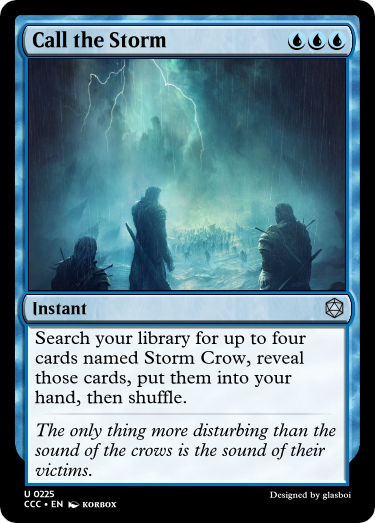 Call the Storm
Instant
Search your library for up to four
cards named Storm Crow, reveal
those cards, put them into your
hand, then shuffle.
The only thing more disturbing than the
sound of the crows is the sound of their
victims.
U 0225
CCC • EN KORBOX
Designed by glasboi